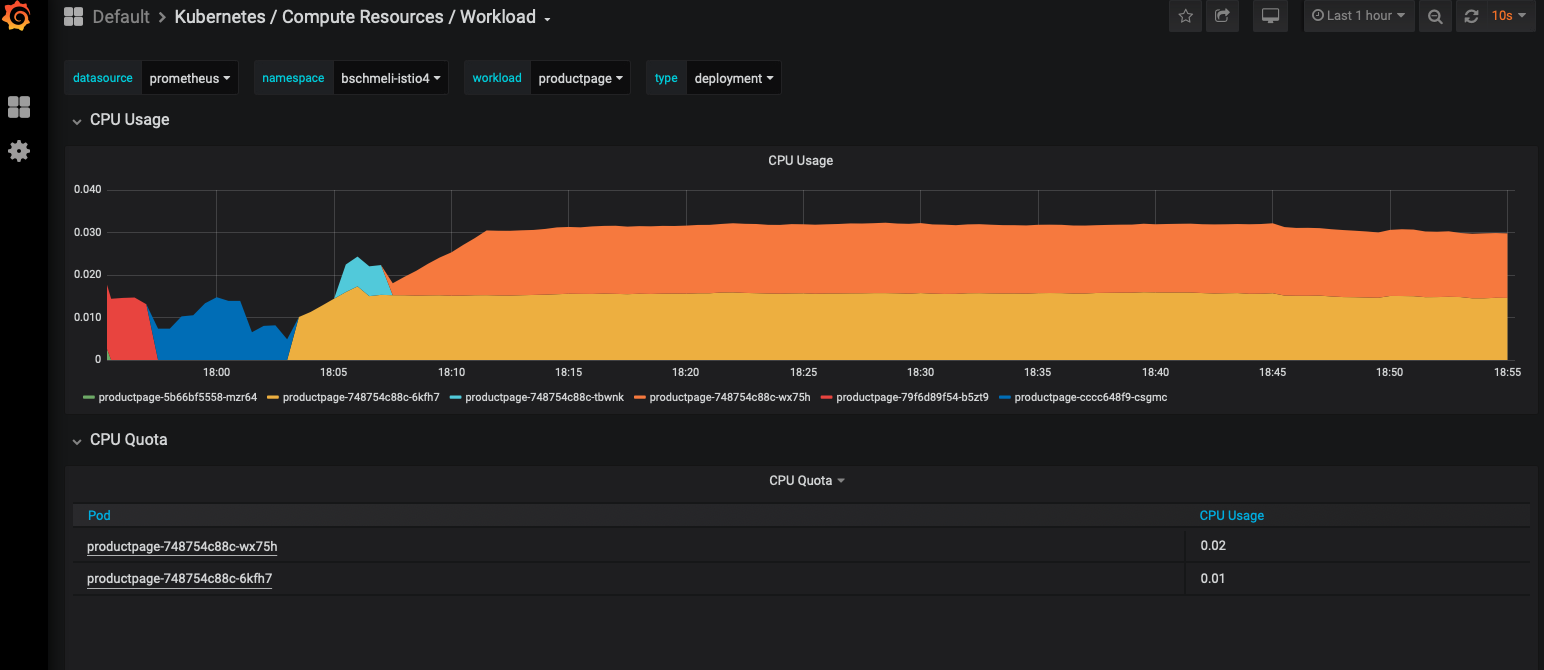 Default > Kubernetes / Compute Resources / Workload
Last 1 hour
10s
datasource prometheus namespace bschmeli-istio4 workload productpage type deployment
CPU Usage
CPU Usage
0.040
0.030
0.020
0.010
0
18:00 18:05 18:10 18:15 18:20 18:25 18:30 18:35 18:40 18:45 18:50 18:55
productpage-5b66bf5558-mzr64 productpage-748754c88c-6kfh7 productpage-748754c88c-tbwnk productpage-748754c88c-wx75h productpage-79f6d89f54-b5zt9 productpage-cccc648f9-csgmc
CPU Quota
CPU Quota
Pod CPU Usage
productpage-748754c88c-wx75h 0.02
productpage-748754c88c-6kfh7 0.01